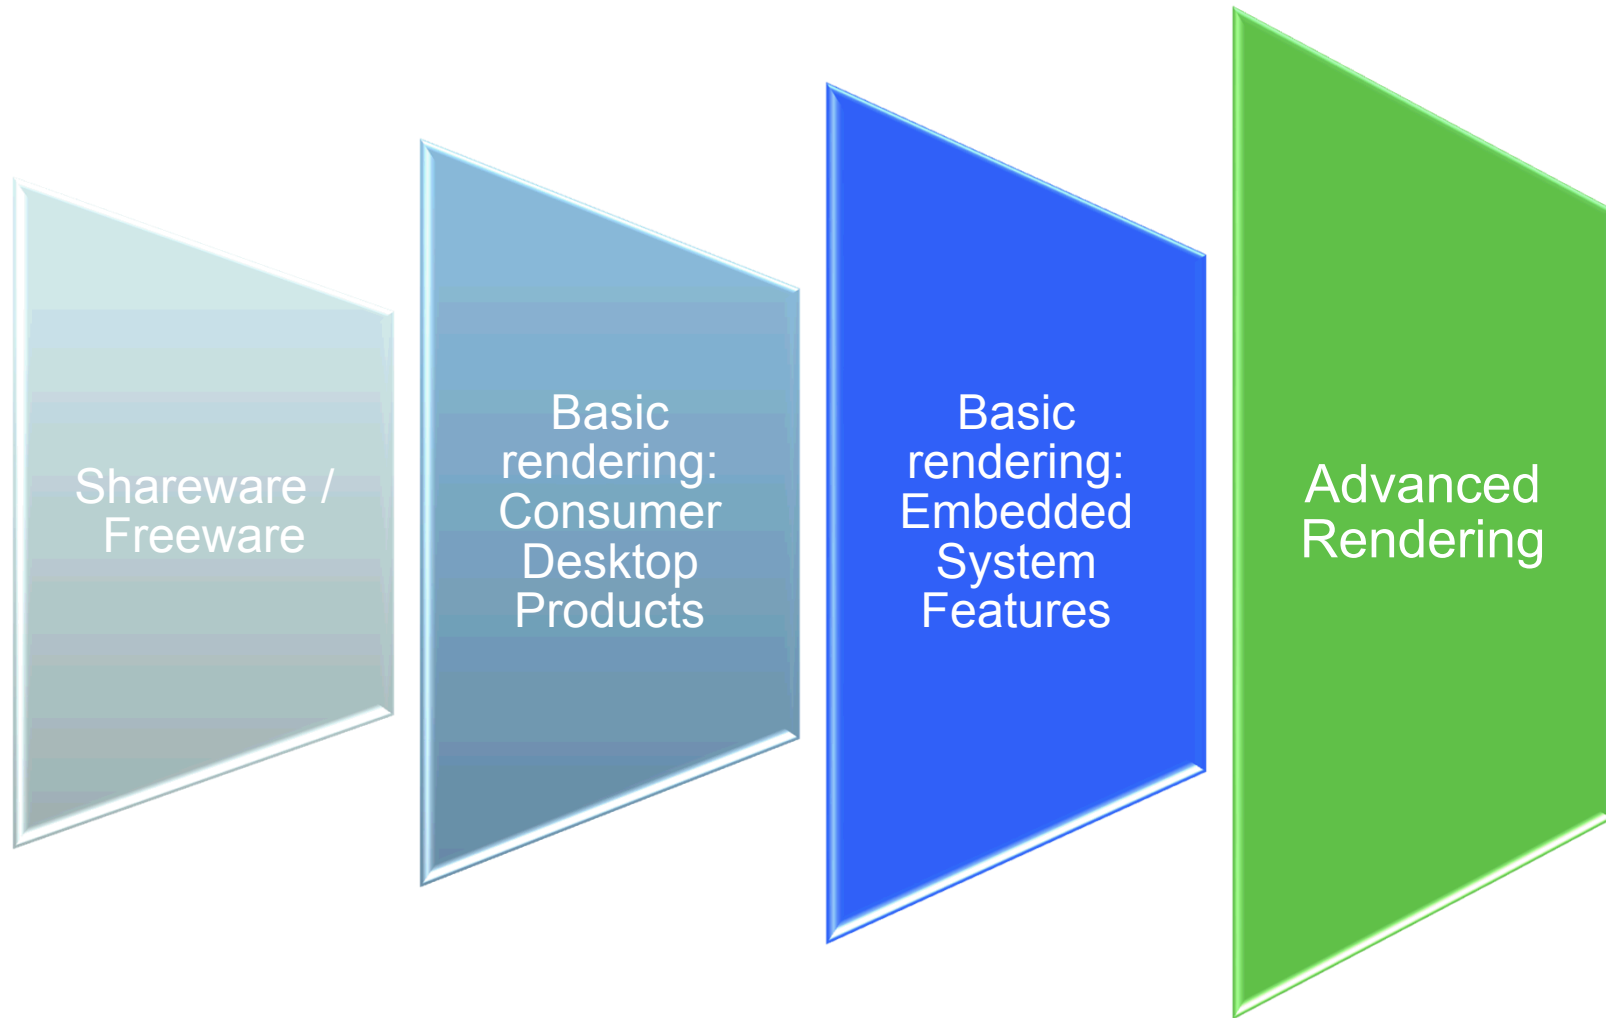 Shareware /
Freeware
Basic
rendering:
Consumer
Desktop
Products
Basic
rendering:
Embedded
System
Features
Advanced
Rendering